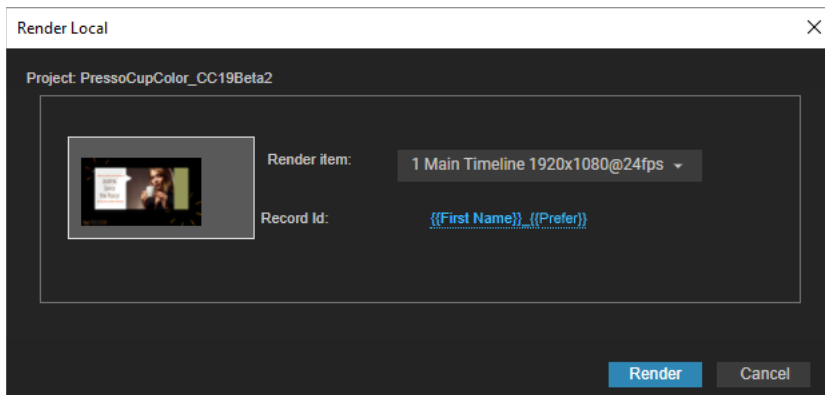 Render Local
Project: PressoCupColor_CC19Beta2
Render item:
1 Main Timeline 1920x1080@24fps
Record Id:
{{First Name}}_{{Prefer}}
Render
Cancel